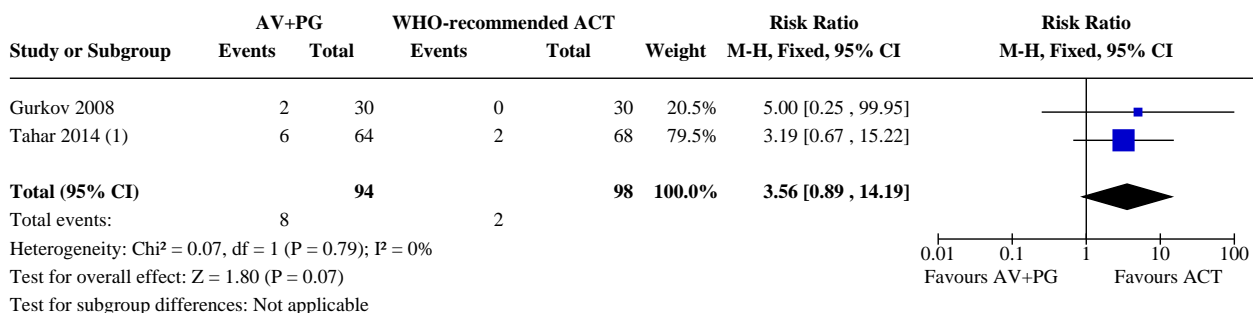 AV+PG WHO-recommended ACT Risk Ratio Risk Ratio
Study or Subgroup Events Total Events Total Weight M-H, Fixed, 95% CI M-H, Fixed, 95% CI
Gurkov 2008 2 30 0 30 20.5% 5.00 [0.25 , 99.95]
Tahar 2014 (1) 6 64 2 68 79.5% 3.19 [0.67 , 15.22]
Total (95% CI) 94 98 100.0% 3.56 [0.89 , 14.19]
Total events: 8 2
Heterogeneity: Chi² = 0.07, df = 1 (P = 0.79); I² = 0%
0.01 0.1 1 10 100
Test for overall effect: Z = 1.80 (P = 0.07)
Favours AV+PG Favours ACT
Test for subgroup differences: Not applicable